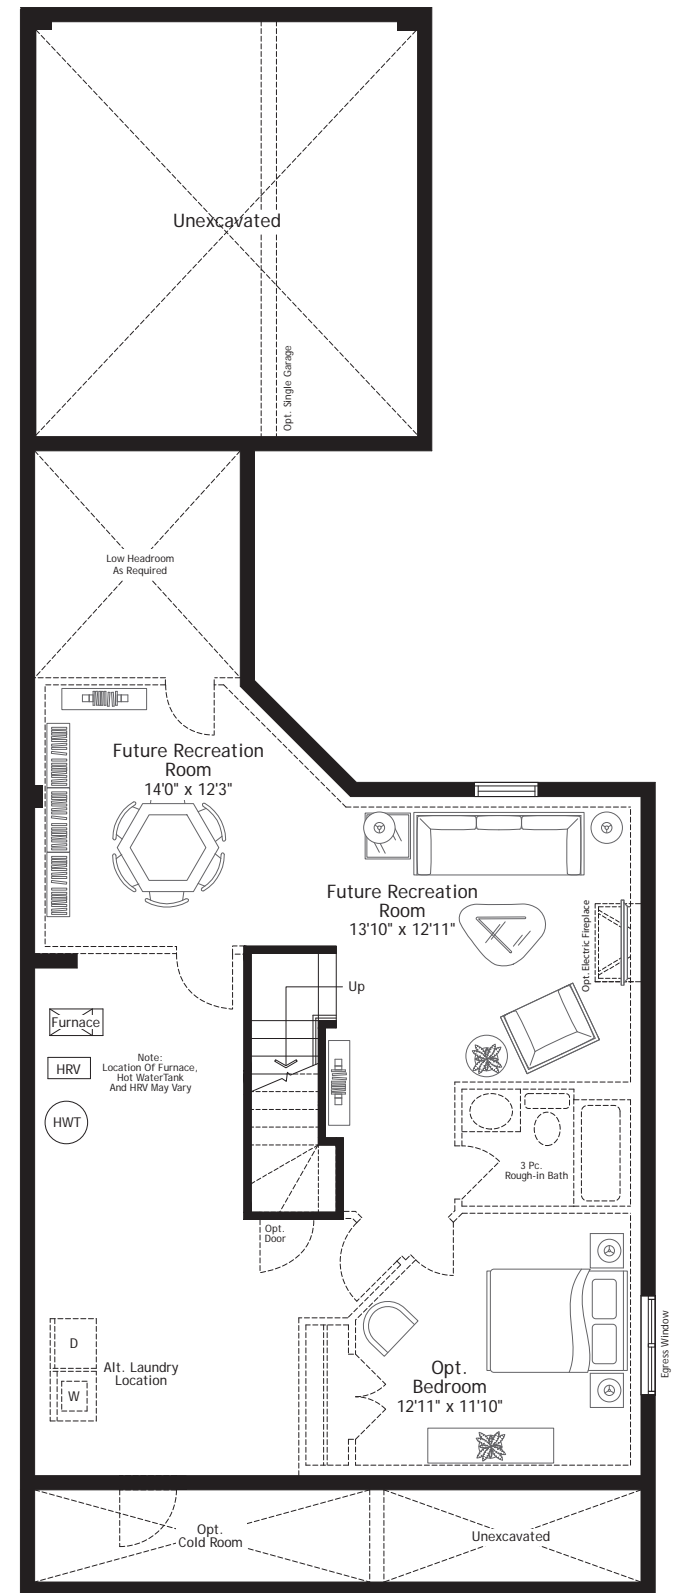 Unexcavated
Opt. Single Garage
Low Headroom
As Required
Future Recreation
Room
14'0" x 12'3"
Future Recreation
Room
13'10" x 12'11"
Opt. Electric Fireplace
Up
Furnace
HRV
Note:
Location Of Furnace,
Hot WaterTank
And HRV May Vary
HWT
3 Pc.
Rough-in Bath
Opt.
Door
D
W
Alt. Laundry
Location
Opt.
Bedroom
12'11" x 11'10"
Egress Window
Opt.
Cold Room
Unexcavated